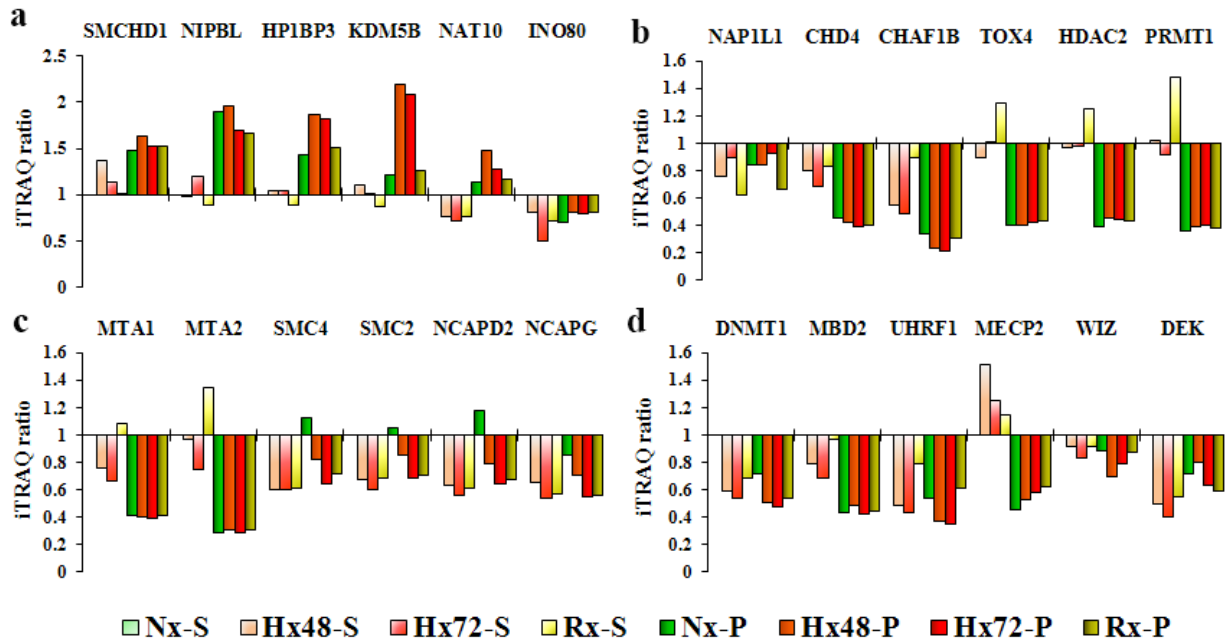 a
SMCHD1 NIPBL HP1BP3 KDM5B NAT10 INO80
iTRAQ ratio
2.5
2
1.5
1
0.5
0
b
NAP1L1 CHD4 CHAF1B TOX4 HDAC2 PRMT1
iTRAQ ratio
1.6
1.4
1.2
1
0.8
0.6
0.4
0.2
0
c
MTA1 MTA2 SMC4 SMC2 NCAPD2 NCAPG
iTRAQ ratio
1.6
1.4
1.2
1
0.8
0.6
0.4
0.2
0
d
DNMT1 MBD2 UHRF1 MECP2 WIZ DEK
iTRAQ ratio
1.6
1.4
1.2
1
0.8
0.6
0.4
0.2
0
Nx-S Hx48-S Hx72-S Rx-S Nx-P Hx48-P Hx72-P Rx-P